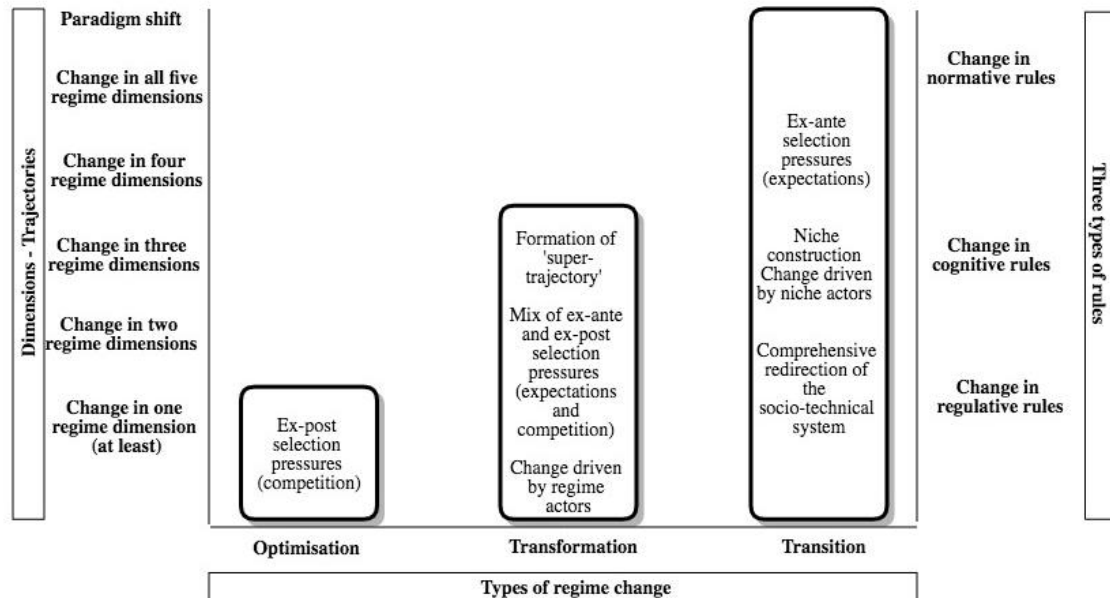 Dimensions - Trajectories
Paradigm shift
Change in all five
regime dimensions
Change in four
regime dimensions
Change in three
regime dimensions
Change in two
regime dimensions
Change in one
regime dimension
(at least)
Ex-post
selection
pressures
(competition)
Formation of
'super-
trajectory'
Mix of ex-ante
and ex-post
selection
pressures
(expectations
and
competition)
Change driven
by regime
actors
Ex-ante
selection
pressures
(expectations)
Niche
construction
Change driven
by niche actors
Comprehensive
redirection of
the
socio-technical
system
Change in
normative rules
Change in
cognitive rules
Change in
regulative rules
Three types of rules
Optimisation
Transformation
Transition
Types of regime change